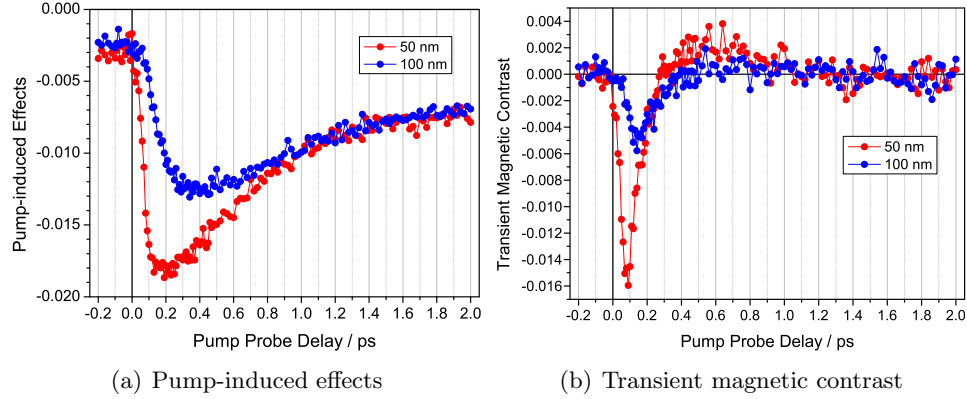 0.000
-0.005
-0.010
-0.015
-0.020
Pump-induced Effects
50 nm
100 nm
-0.2 0.0 0.2 0.4 0.6 0.8 1.0 1.2 1.4 1.6 1.8 2.0
Pump Probe Delay / ps
(a) Pump-induced effects
0.004
0.002
0.000
-0.002
-0.004
-0.006
-0.008
-0.010
-0.012
-0.014
-0.016
Transient Magnetic Contrast
50 nm
100 nm
-0.2 0.0 0.2 0.4 0.6 0.8 1.0 1.2 1.4 1.6 1.8 2.0
Pump Probe Delay / ps
(b) Transient magnetic contrast